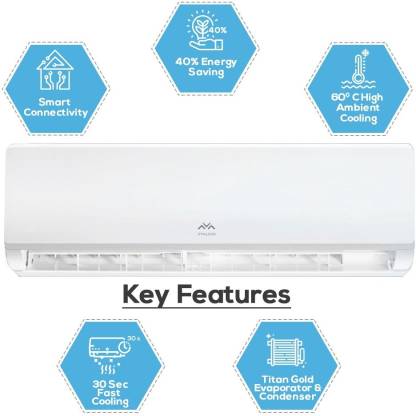 40%
40% Energy
Saving
Smart
Connectivity
60° C High
Ambient
Cooling
Key Features
30 s
30 Sec
Fast
Cooling
Titan Gold
Evaporator &
Condenser